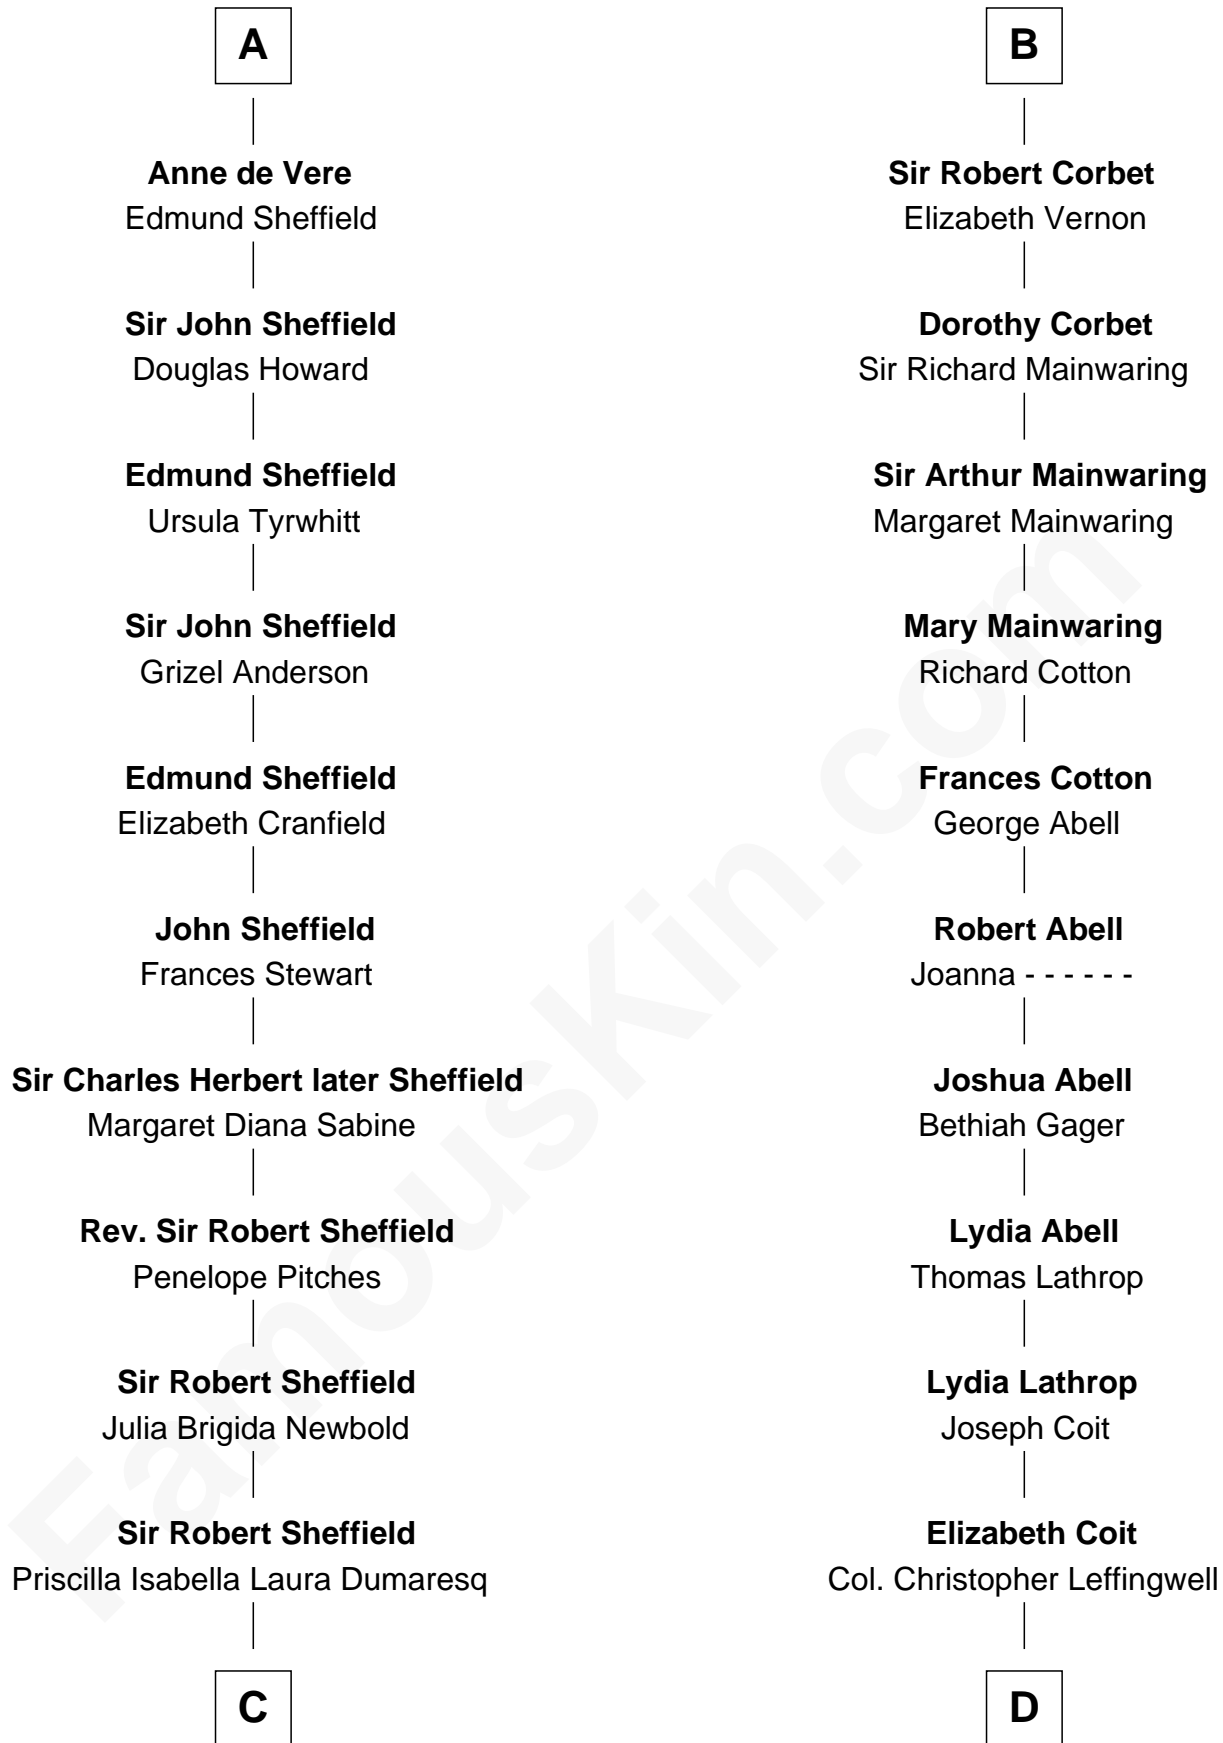 A
Anne de Vere
Edmund Sheffield
Sir John Sheffield
Douglas Howard
Edmund Sheffield
Ursula Tyrwhitt
Sir John Sheffield
Grizel Anderson
Edmund Sheffield
Elizabeth Cranfield
John Sheffield
Frances Stewart
Sir Charles Herbert later Sheffield
Margaret Diana Sabine
Rev. Sir Robert Sheffield
Penelope Pitches
Sir Robert Sheffield
Julia Brigida Newbold
Sir Robert Sheffield
Priscilla Isabella Laura Dumaresq
C
B
Sir Robert Corbet
Elizabeth Vernon
Dorothy Corbet
Sir Richard Mainwaring
Sir Arthur Mainwaring
Margaret Mainwaring
Mary Mainwaring
Richard Cotton
Frances Cotton
George Abell
Robert Abell
Joanna - - - - - -
Joshua Abell
Bethiah Gager
Lydia Abell
Thomas Lathrop
Lydia Lathrop
Joseph Coit
Elizabeth Coit
Col. Christopher Leffingwell
D
FamousKin.com